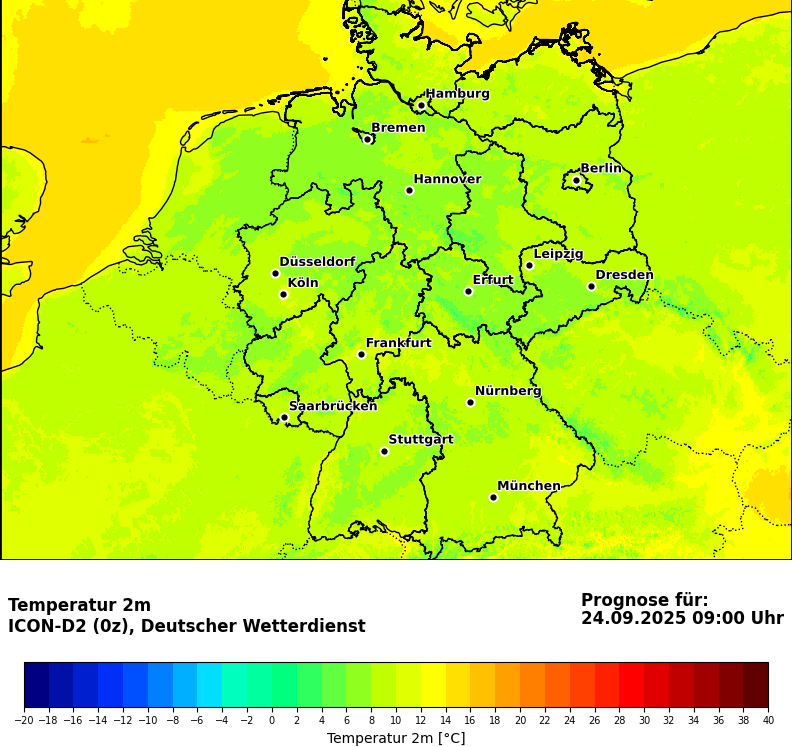 Hamburg
Bremen
Hannover
Berlin
Düsseldorf
Leipzig
Köln
Erfurt
Dresden
Frankfurt
Nürnberg
Saarbrücken
Stuttgart
München
Temperatur 2m
ICON-D2 (0z), Deutscher Wetterdienst
Prognose für:
24.09.2025 09:00 Uhr
−20 −18 −16 −14 −12 −10 −8 −6 −4 −2 0 2 4 6 8 10 12 14 16 18 20 22 24 26 28 30 32 34 36 38 40
Temperatur 2m [°C]